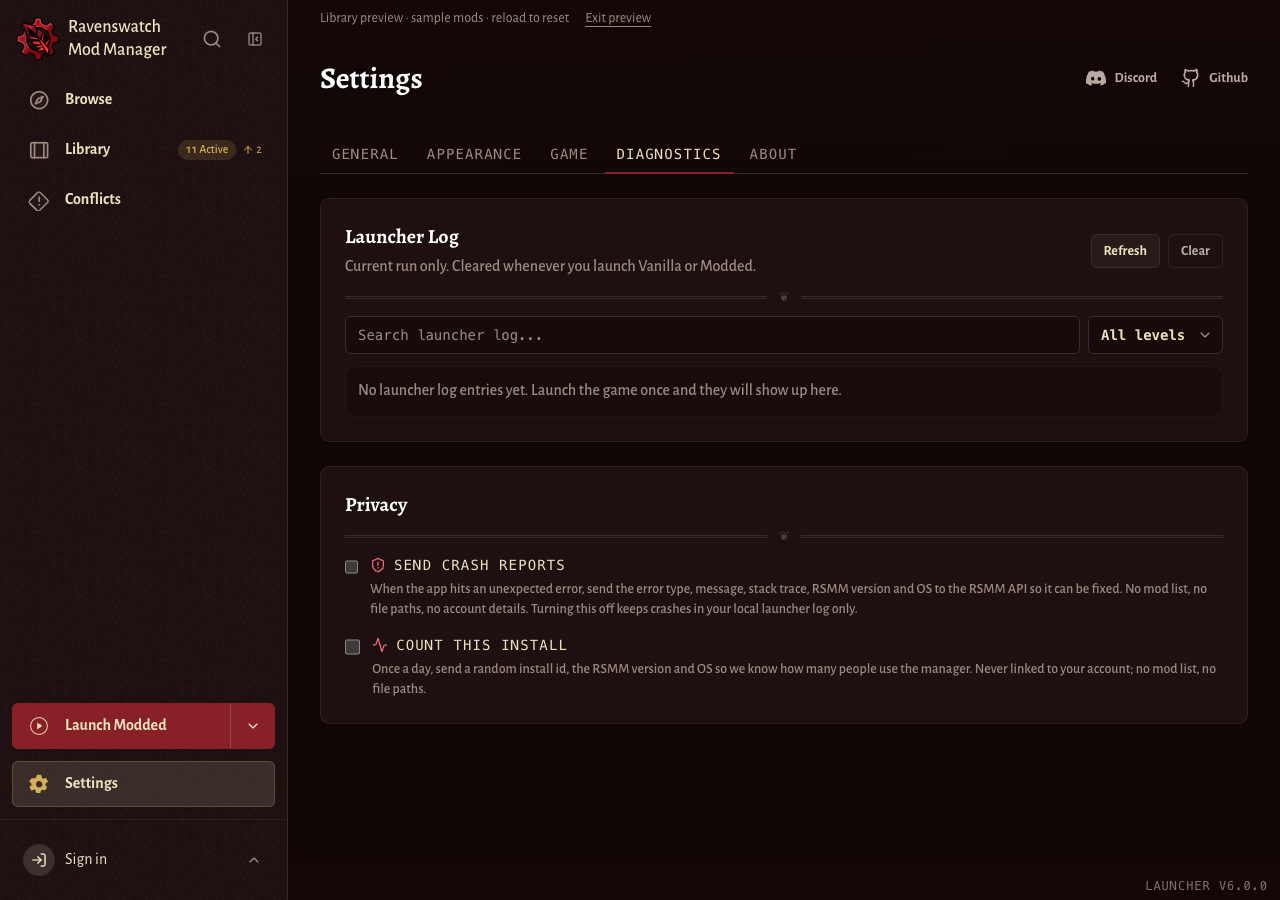 Ravenswatch
Mod Manager
Browse
Library
11 Active
↑ 2
Conflicts
Launch Modded
Settings
Sign in
Library preview · sample mods · reload to reset
Exit preview
Settings
Discord
Github
GENERAL
APPEARANCE
GAME
DIAGNOSTICS
ABOUT
Launcher Log
Current run only. Cleared whenever you launch Vanilla or Modded.
Refresh
Clear
Search launcher log...
All levels
No launcher log entries yet. Launch the game once and they will show up here.
Privacy
SEND CRASH REPORTS
When the app hits an unexpected error, send the error type, message, stack trace, RSMM version and OS to the RSMM API so it can be fixed. No mod list, no
file paths, no account details. Turning this off keeps crashes in your local launcher log only.
COUNT THIS INSTALL
Once a day, send a random install id, the RSMM version and OS so we know how many people use the manager. Never linked to your account; no mod list, no
file paths.
LAUNCHER V6.0.0